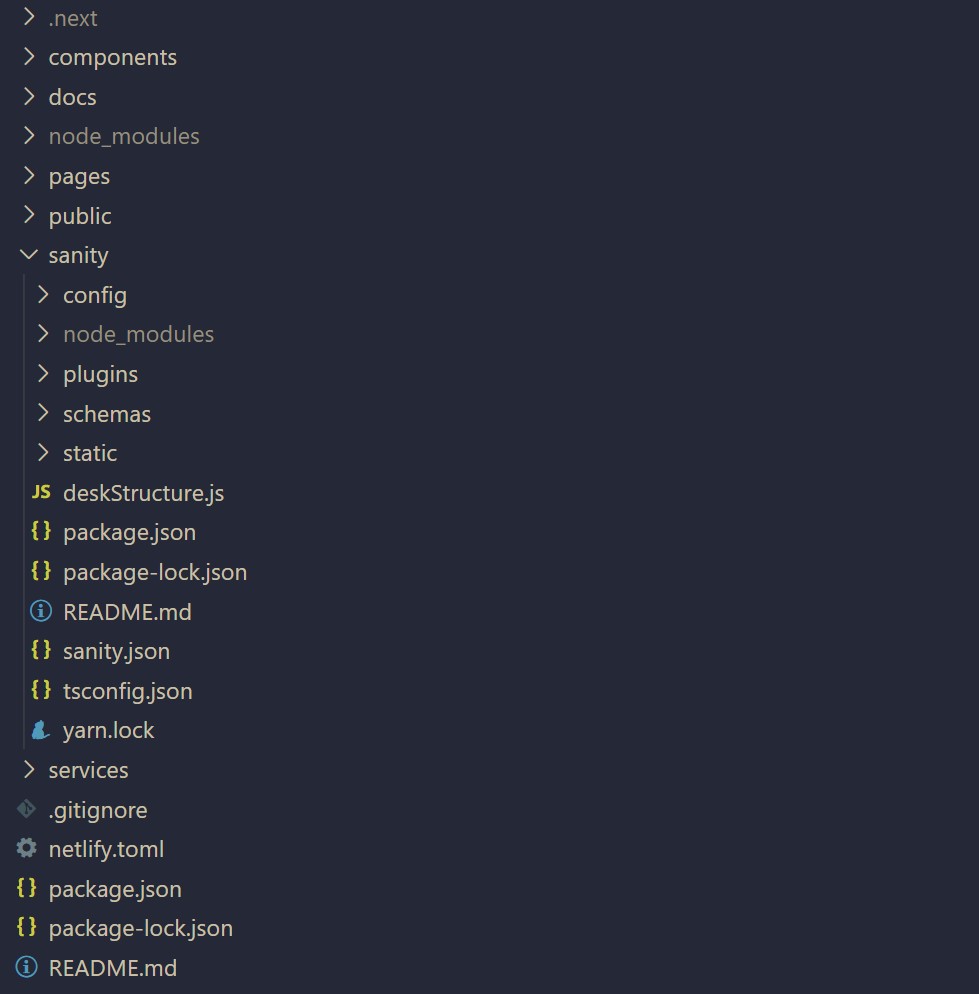 .next
components
docs
node_modules
pages
public
sanity
config
node_modules
plugins
schemas
static
JS deskStructure.js
{} package.json
{} package-lock.json
README.md
{} sanity.json
{} tsconfig.json
yarn.lock
services
.gitignore
netlify.toml
{} package.json
{} package-lock.json
README.md